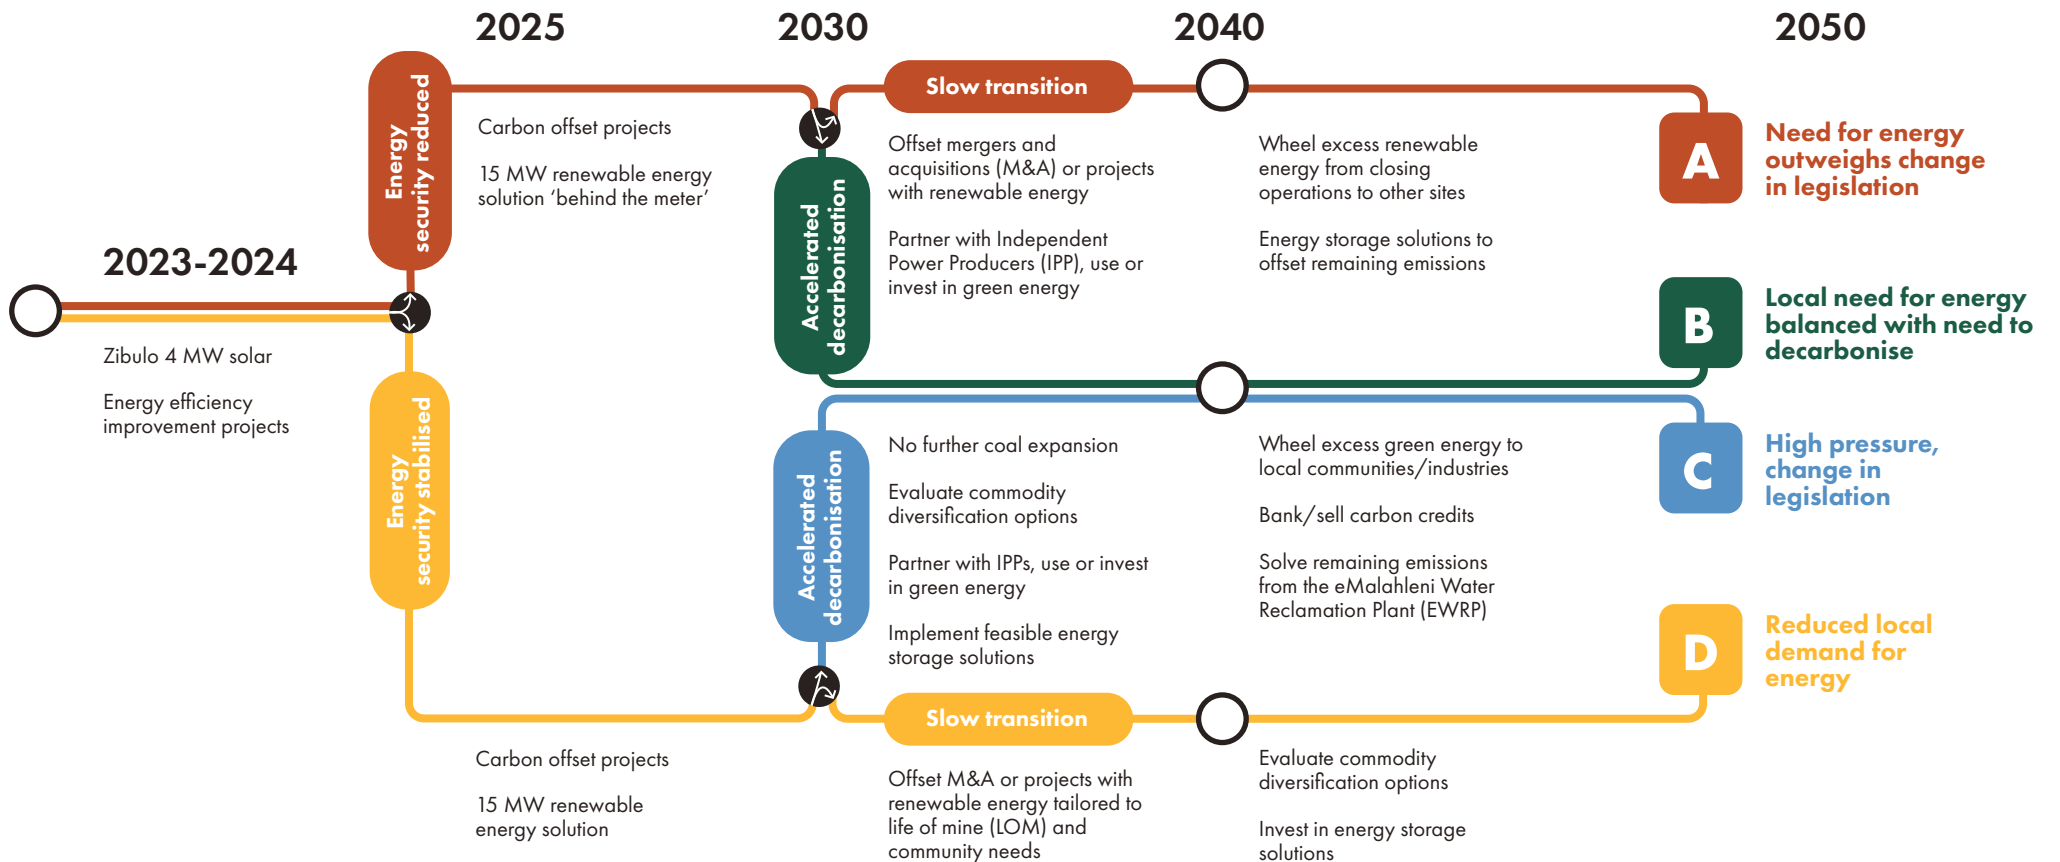 2025
2030
2040
2050
2023-2024
Zibulo 4 MW solar
Energy efficiency
improvement projects
Energy
security reduced
Energy
security stabilised
Carbon offset projects
15 MW renewable energy
solution ‘behind the meter’
Carbon offset projects
15 MW renewable
energy solution
Accelerated
decarbonisation
Accelerated
decarbonisation
Slow transition
Offset mergers and
acquisitions (M&A) or projects
with renewable energy
Partner with Independent
Power Producers (IPP), use or
invest in green energy
No further coal expansion
Evaluate commodity
diversification options
Partner with IPPs, use or invest
in green energy
Implement feasible energy
storage solutions
Slow transition
Offset M&A or projects with
renewable energy tailored to
life of mine (LOM) and
community needs
Wheel excess renewable
energy from closing
operations to other sites
Energy storage solutions to
offset remaining emissions
Wheel excess green energy to
local communities/industries
Bank/sell carbon credits
Solve remaining emissions
from the eMalahleni Water
Reclamation Plant (EWRP)
Evaluate commodity
diversification options
Invest in energy storage
solutions
A
Need for energy
outweighs change
in legislation
B
Local need for energy
balanced with need to
decarbonise
C
High pressure,
change in
legislation
D
Reduced local
demand for
energy